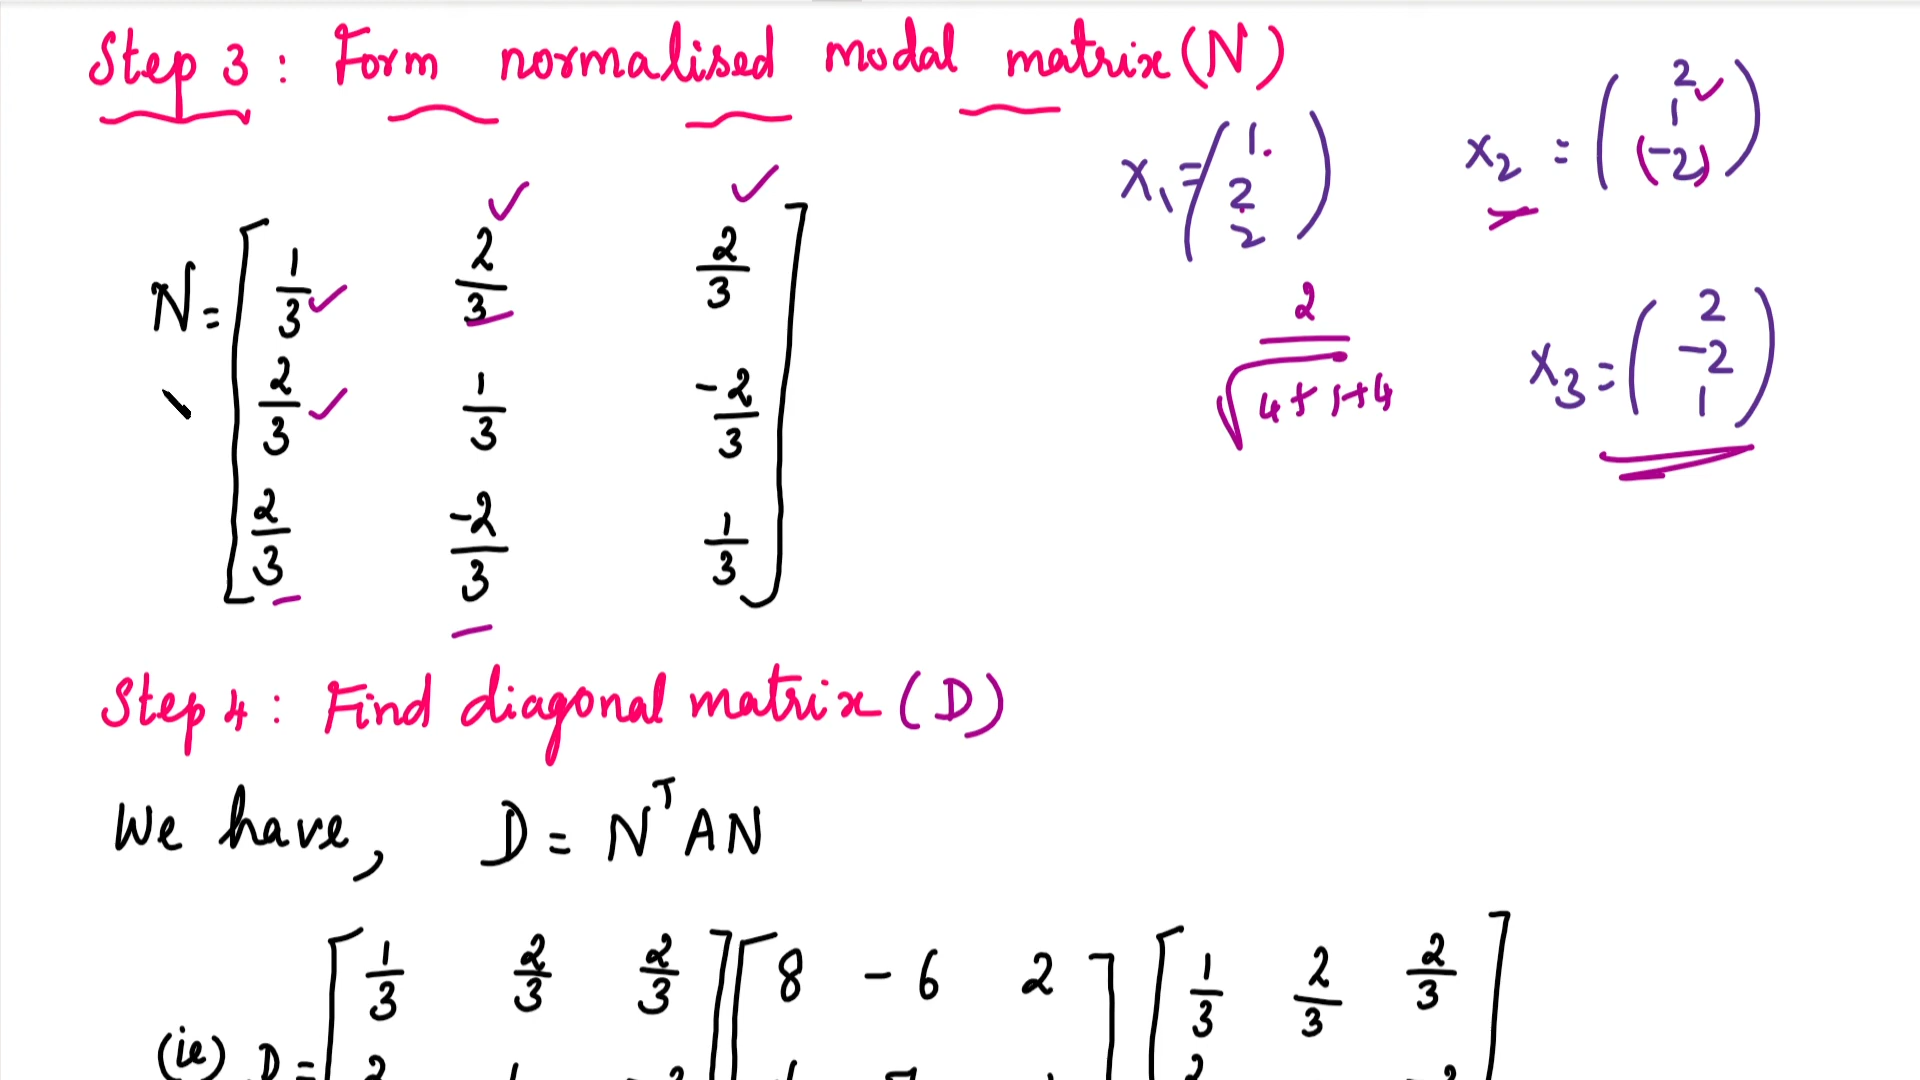 Step 3 : Form normalised modal matrix (N)
X₁ = (1 2 2)
X₂ = (2 1 (-2))
N = [1/3 2/3 2/3
2/3 1/3 -2/3
2/3 -2/3 1/3]
2/√4+1+4
X₃ = (2 -2 1)
Step 4 : Find diagonal matrix (D)
We have, D = NᵀAN
(ie) D = [1/3 2/3 2/3] [8 -6 2] [1/3 2/3 2/3]